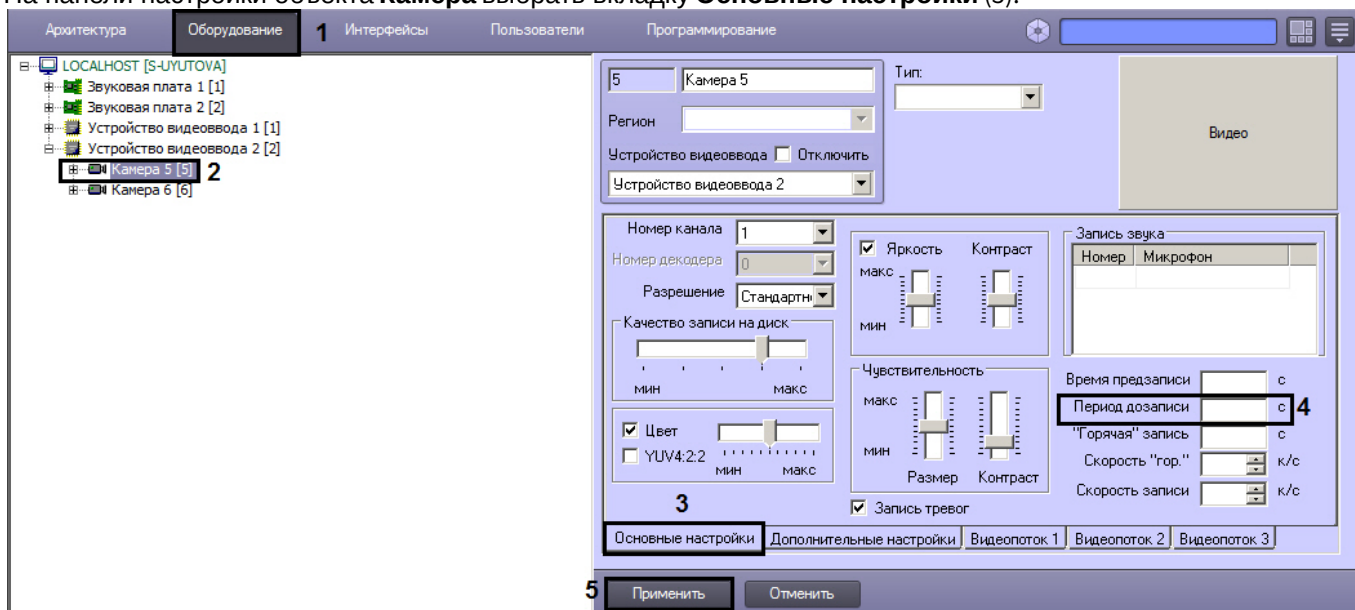 На панели настройки объекта Камера выбрать вкладку Основные настройки (3).
Архитектура Оборудование 1 Интерфейсы Пользователи Программирование
LOCALHOST [S-UYUTOVA]
Звуковая плата 1 [1]
Звуковая плата 2 [2]
Устройство видеоввода 1 [1]
Устройство видеоввода 2 [2]
Камера 5 [5] 2
Камера 6 [6]
5 Камера 5
Тип:
Регион
Устройство видеоввода Отключить
Устройство видеоввода 2
Видео
Номер канала 1
Номер декодера 0
Разрешение Стандартн
Качество записи на диск
мин макс
Цвет
YUV4:2:2
мин макс
3
Яркость Контраст
макс
мин
Чувствительность
макс
мин
Размер Контраст
Запись тревог
Запись звука
Номер Микрофон
Время предзаписи с
Период дозаписи с 4
"Горячая" запись с
Скорость "гор." к/с
Скорость записи к/с
Основные настройки Дополнительные настройки Видеопоток 1 Видеопоток 2 Видеопоток 3
5 Применить Отменить